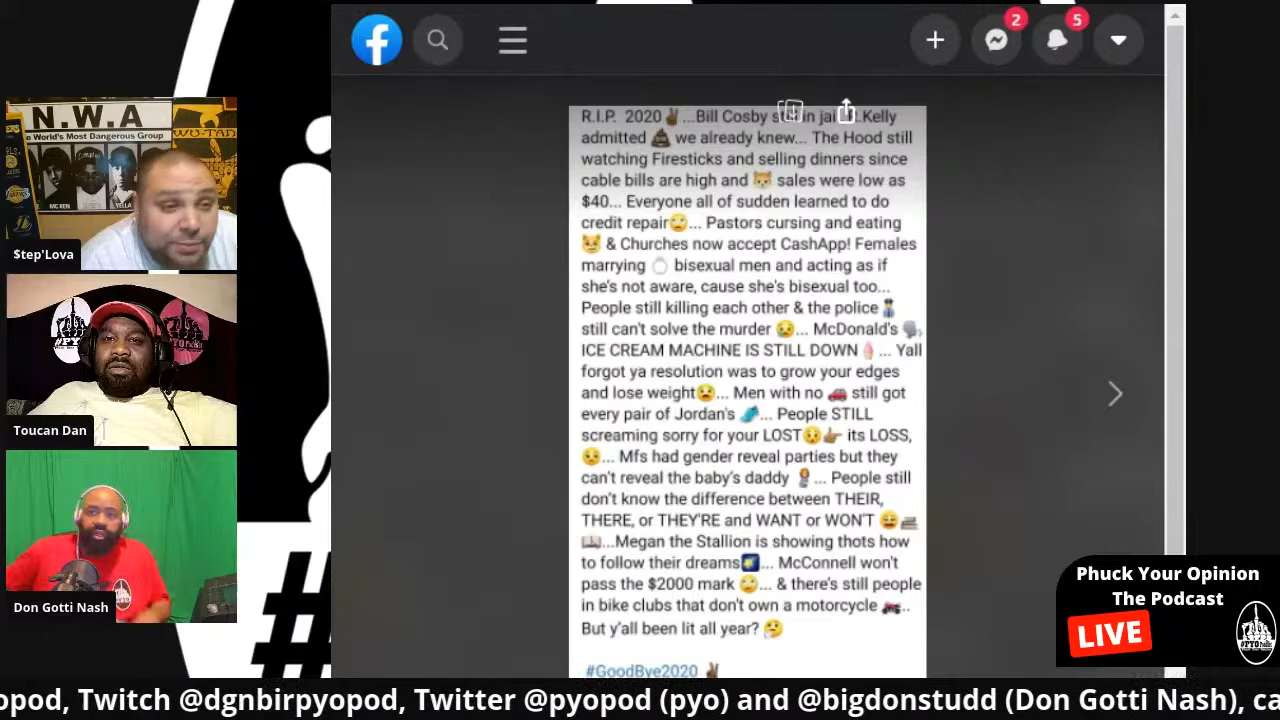 2
5
N.W.A
e World's Most Dangerous Group
MC REN
YELLA
WU-TANG
$tep'Lova
Toucan Dan
Don Gotti Nash
R.I.P. 2020✌🏾...Bill Cosby in jai .Kelly
admitted 💩 we already knew... The Hood still
watching Firesticks and selling dinners since
cable bills are high and 🐱 sales were low as
$40... Everyone all of sudden learned to do
credit repair🙄... Pastors cursing and eating
😼 & Churches now accept CashApp! Females
marrying 💍 bisexual men and acting as if
she's not aware, cause she's bisexual too...
People still killing each other & the police👮
still can't solve the murder 😥... McDonald's 🗣
ICE CREAM MACHINE IS STILL DOWN🍦... Yall
forgot ya resolution was to grow your edges
and lose weight😧... Men with no 🚗 still got
every pair of Jordan's 👟... People STILL
screaming sorry for your LOST😧👉🏽 its LOSS,
😧... Mfs had gender reveal parties but they
can't reveal the baby's daddy 🤰... People still
don't know the difference between THEIR,
THERE, or THEY'RE and WANT or WON'T 😩📚
📖...Megan the Stallion is showing thots how
to follow their dreams🌠... McConnell won't
pass the $2000 mark 🙄... & there's still people
in bike clubs that don't own a motorcycle 🏍..
But y'all been lit all year? 🤔
#GoodBye2020 ✌🏾
Phuck Your Opinion
The Podcast
LIVE
#
opod, Twitch @dgnbirpyopod, Twitter @pyopod (pyo) and @bigdonstudd (Don Gotti Nash), ca